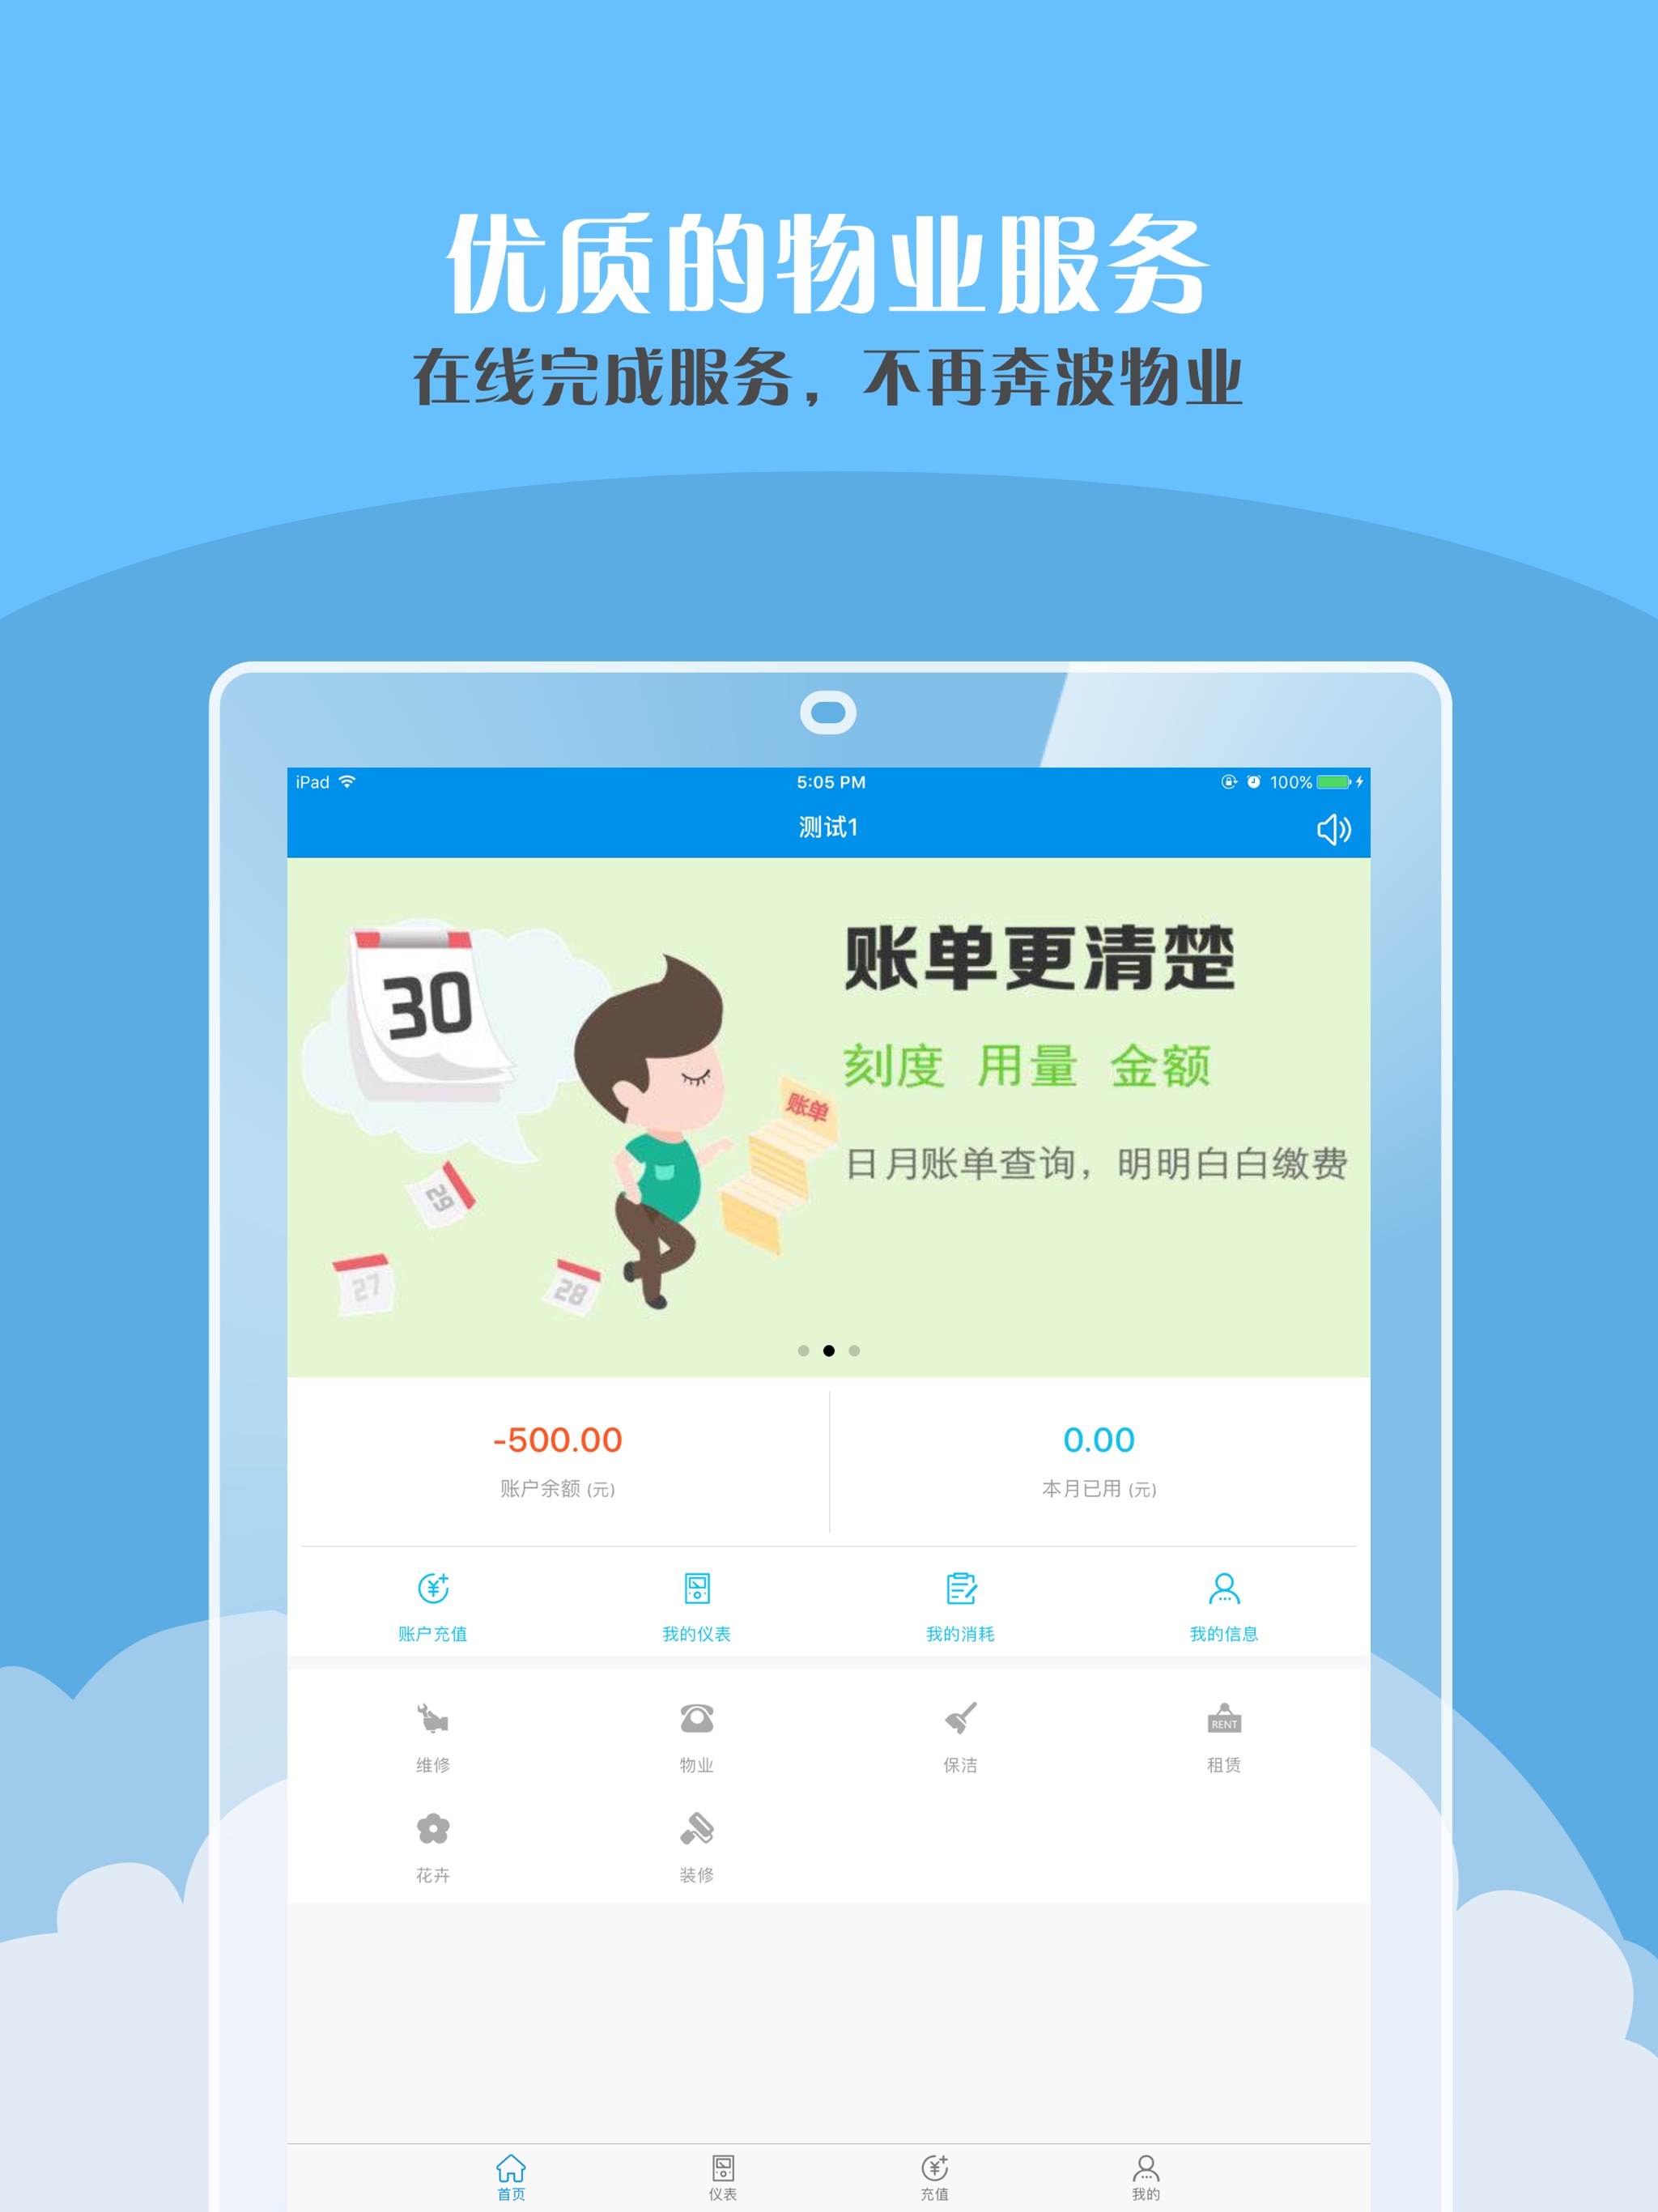 优质的物业服务
在线完成服务，不再奔波物业
iPad 5:05 PM 100%
测试1
30
账单更清楚
刻度 用量 金额
账单
日月账单查询，明明白白缴费
29
27
28
-500.00 0.00
账户余额 (元) 本月已用 (元)
账户充值 我的仪表 我的消耗 我的信息
RENT
维修 物业 保洁 租赁
花卉 装修
首页 仪表 充值 我的